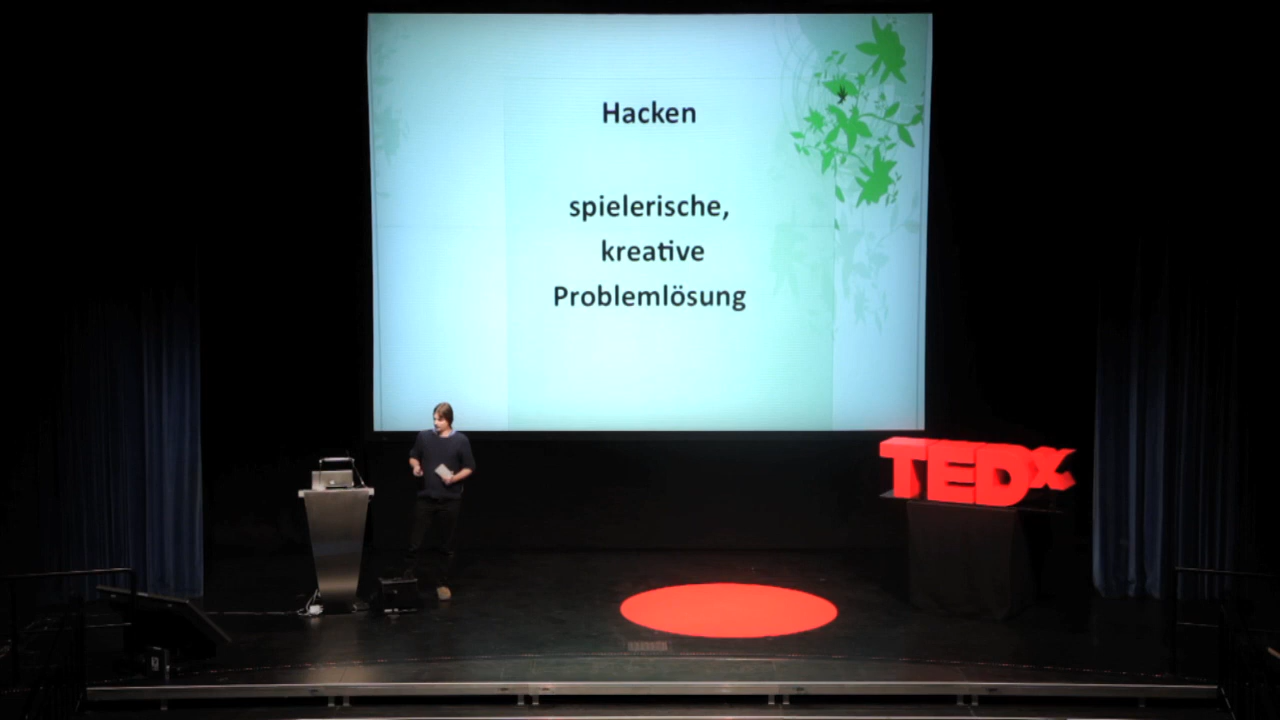 Hacken
spielerische,
kreative
Problemlösung
TEDx